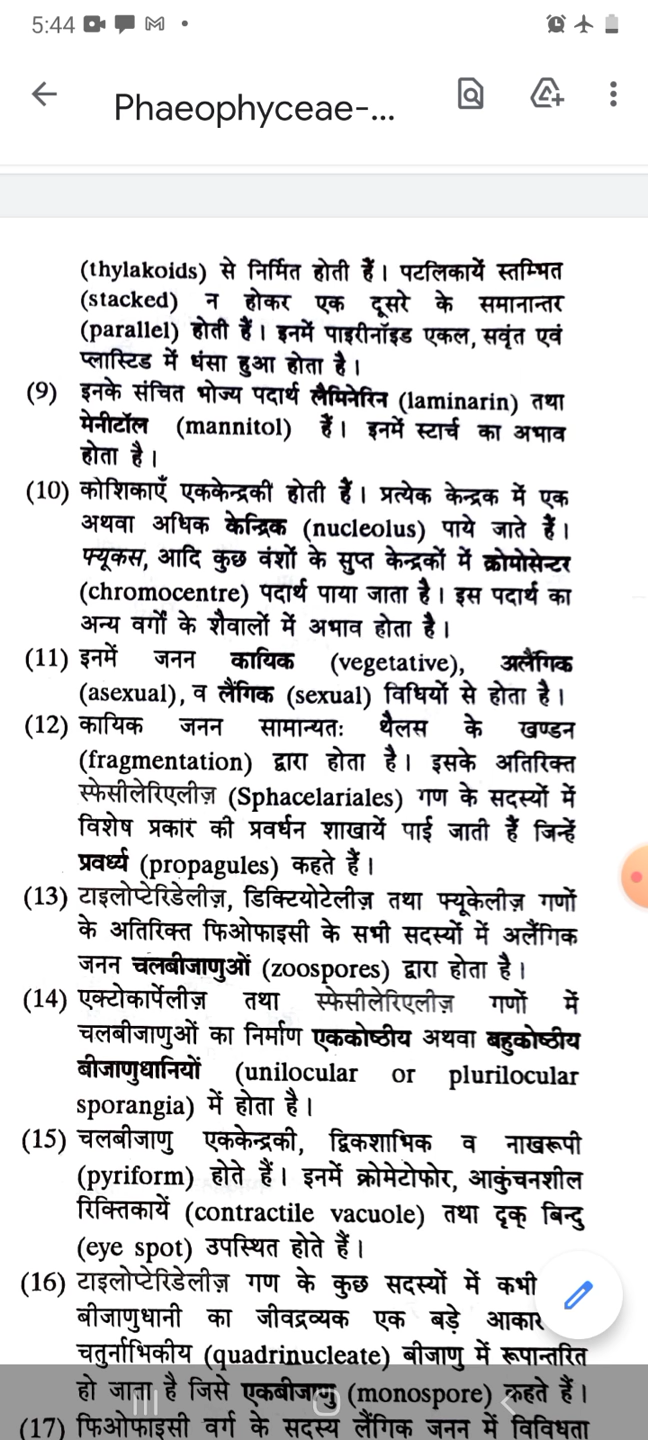 5:44
Phaeophyceae-...
(thylakoids) से निर्मित होती हैं। पटलिकायें स्तम्भित
(stacked) न होकर एक दूसरे के समानान्तर
(parallel) होती हैं। इनमें पाइरीनॉइड एकल, सवृंत एवं
प्लास्टिड में धंसा हुआ होता है।
(9) इनके संचित भोज्य पदार्थ लैमिनेरिन (laminarin) तथा
मेनीटॉल (mannitol) हैं। इनमें स्टार्च का अभाव
होता है।
(10) कोशिकाएँ एककेन्द्रकी होती हैं। प्रत्येक केन्द्रक में एक
अथवा अधिक केन्द्रिक (nucleolus) पाये जाते हैं।
फ्यूकस, आदि कुछ वंशों के सुप्त केन्द्रकों में क्रोमोसेन्टर
(chromocentre) पदार्थ पाया जाता है। इस पदार्थ का
अन्य वर्गों के शैवालों में अभाव होता है।
(11) इनमें जनन कायिक (vegetative), अलैंगिक
(asexual), व लैंगिक (sexual) विधियों से होता है।
(12) कायिक जनन सामान्यतः थैलस के खण्डन
(fragmentation) द्वारा होता है। इसके अतिरिक्त
स्फेसीलेरिएलीज़ (Sphacelariales) गण के सदस्यों में
विशेष प्रकार की प्रवर्धन शाखायें पाई जाती हैं जिन्हें
प्रवर्ध्य (propagules) कहते हैं।
(13) टाइलोप्टेरिडेलीज़, डिक्टियोटेलीज़ तथा फ्यूकेलीज़ गणों
के अतिरिक्त फिओफाइसी के सभी सदस्यों में अलैंगिक
जनन चलबीजाणुओं (zoospores) द्वारा होता है।
(14) एक्टोकार्पेलीज़ तथा स्फेसीलेरिएलीज़ गणों में
चलबीजाणुओं का निर्माण एककोष्ठीय अथवा बहुकोष्ठीय
बीजाणुधानियों (unilocular or plurilocular
sporangia) में होता है।
(15) चलबीजाणु एककेन्द्रकी, द्विकशाभिक व नाखरूपी
(pyriform) होते हैं। इनमें क्रोमेटोफोर, आकुंचनशील
रिक्तिकायें (contractile vacuole) तथा दृक् बिन्दु
(eye spot) उपस्थित होते हैं।
(16) टाइलोप्टेरिडेलीज़ गण के कुछ सदस्यों में कभी
बीजाणुधानी का जीवद्रव्यक एक बड़े आकार
चतुर्नाभिकीय (quadrinucleate) बीजाणु में रूपान्तरित
हो जाता है जिसे एकबीजाणु (monospore) कहते हैं।
(17) फिओफाइसी वर्ग के सदस्य लैंगिक जनन में विविधता